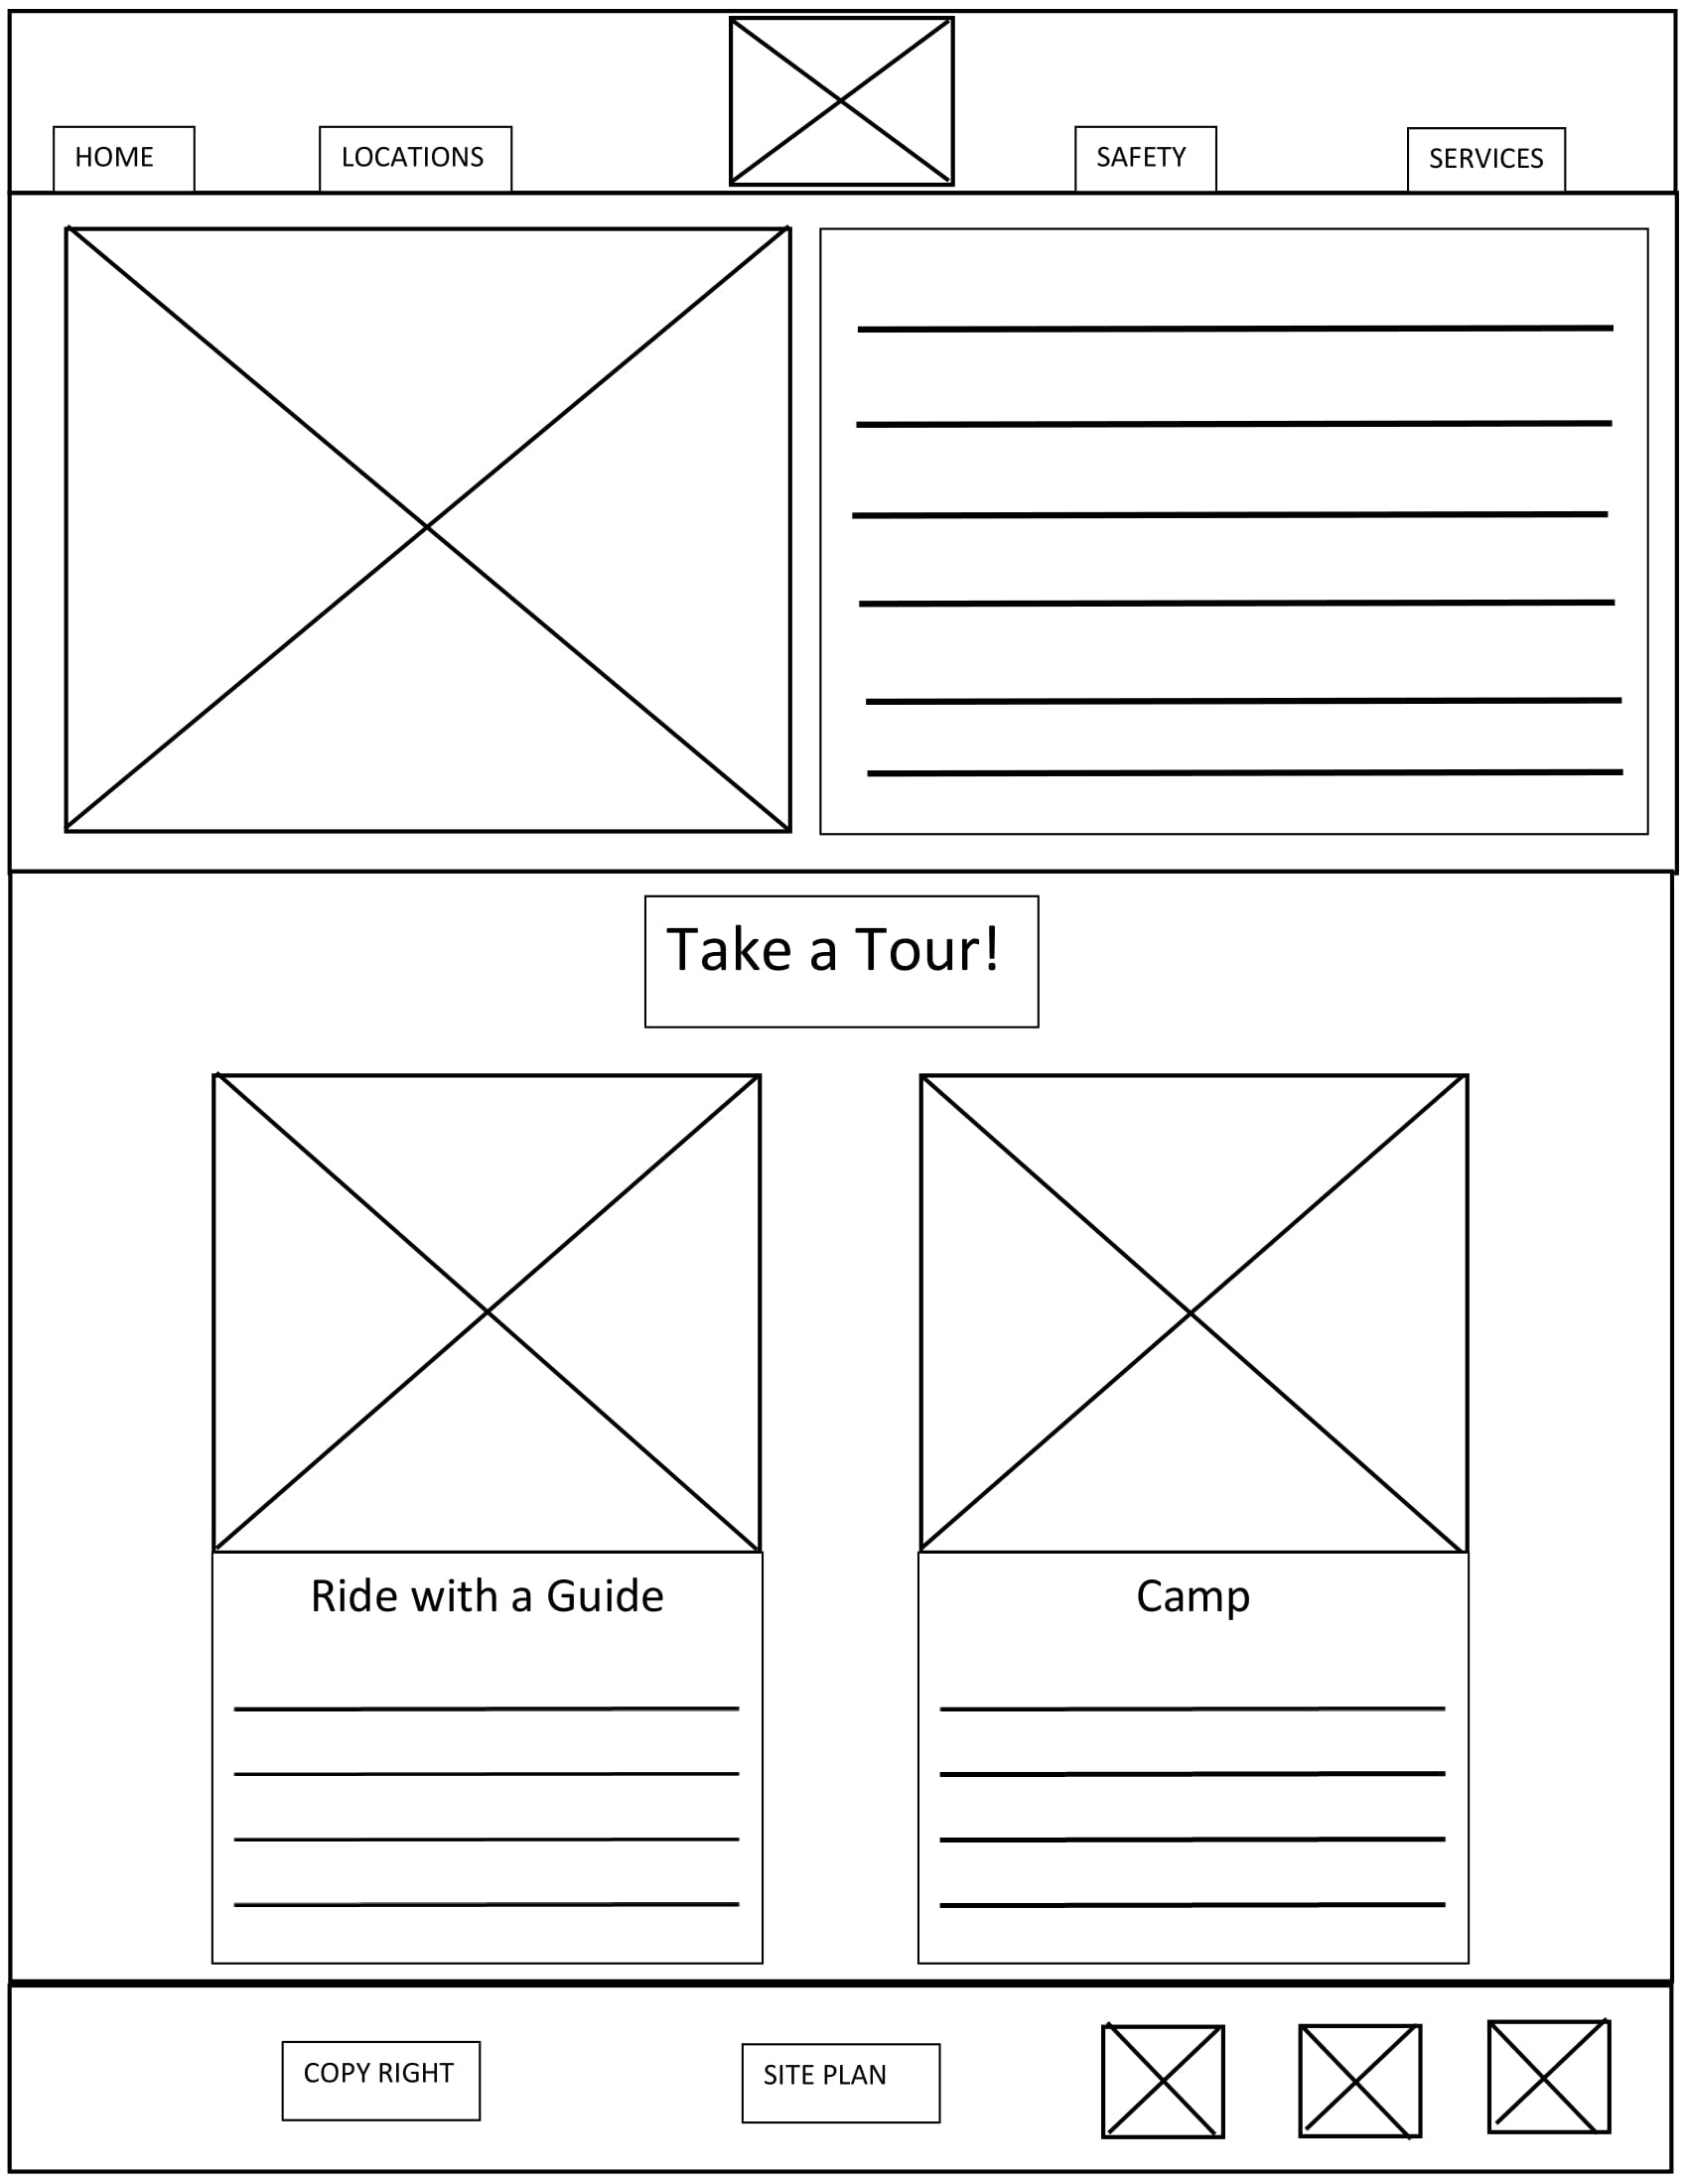 HOME
LOCATIONS
SAFETY
SERVICES
Take a Tour!
Ride with a Guide
Camp
COPY RIGHT
SITE PLAN